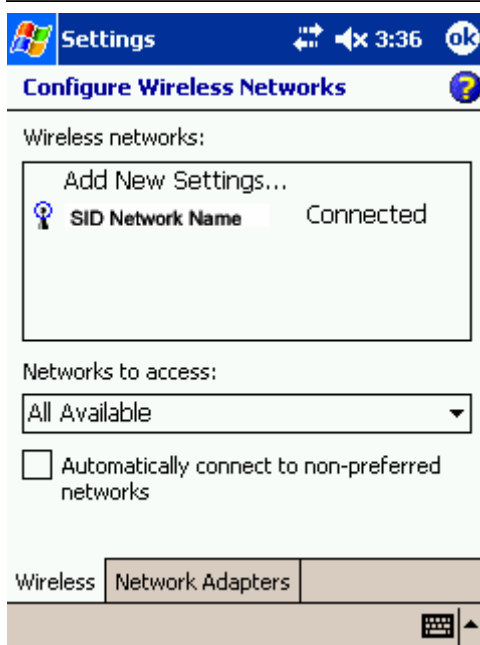 Settings 3:36 ok
Configure Wireless Networks ?
Wireless networks:
Add New Settings...
SID Network Name Connected
Networks to access:
All Available
Automatically connect to non-preferred
networks
Wireless Network Adapters